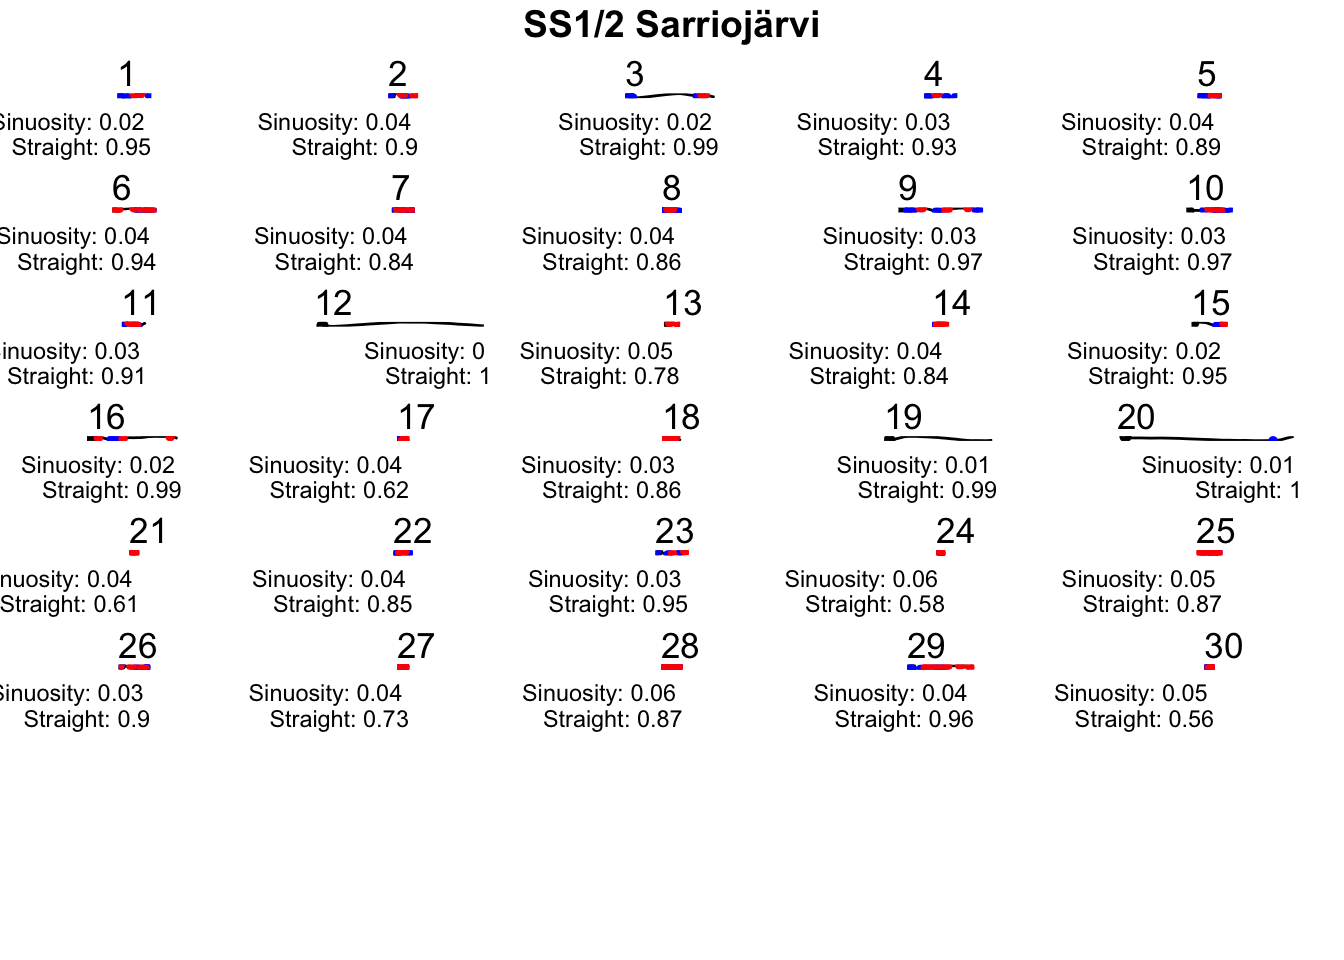 SS1/2 Sarriojärvi
1 2 3 4 5
Sinuosity: 0.02 Sinuosity: 0.04 Sinuosity: 0.02 Sinuosity: 0.03 Sinuosity: 0.04
Straight: 0.95 Straight: 0.9 Straight: 0.99 Straight: 0.93 Straight: 0.89
6 7 8 9 10
Sinuosity: 0.04 Sinuosity: 0.04 Sinuosity: 0.04 Sinuosity: 0.03 Sinuosity: 0.03
Straight: 0.94 Straight: 0.84 Straight: 0.86 Straight: 0.97 Straight: 0.97
11 12 13 14 15
inuosity: 0.03 Sinuosity: 0 Sinuosity: 0.05 Sinuosity: 0.04 Sinuosity: 0.02
Straight: 0.91 Straight: 1 Straight: 0.78 Straight: 0.84 Straight: 0.95
16 17 18 19 20
Sinuosity: 0.02 Sinuosity: 0.04 Sinuosity: 0.03 Sinuosity: 0.01 Sinuosity: 0.01
Straight: 0.99 Straight: 0.62 Straight: 0.86 Straight: 0.99 Straight: 1
21 22 23 24 25
nuosity: 0.04 Sinuosity: 0.04 Sinuosity: 0.03 Sinuosity: 0.06 Sinuosity: 0.05
Straight: 0.61 Straight: 0.85 Straight: 0.95 Straight: 0.58 Straight: 0.87
26 27 28 29 30
Sinuosity: 0.03 Sinuosity: 0.04 Sinuosity: 0.06 Sinuosity: 0.04 Sinuosity: 0.05
Straight: 0.9 Straight: 0.73 Straight: 0.87 Straight: 0.96 Straight: 0.56